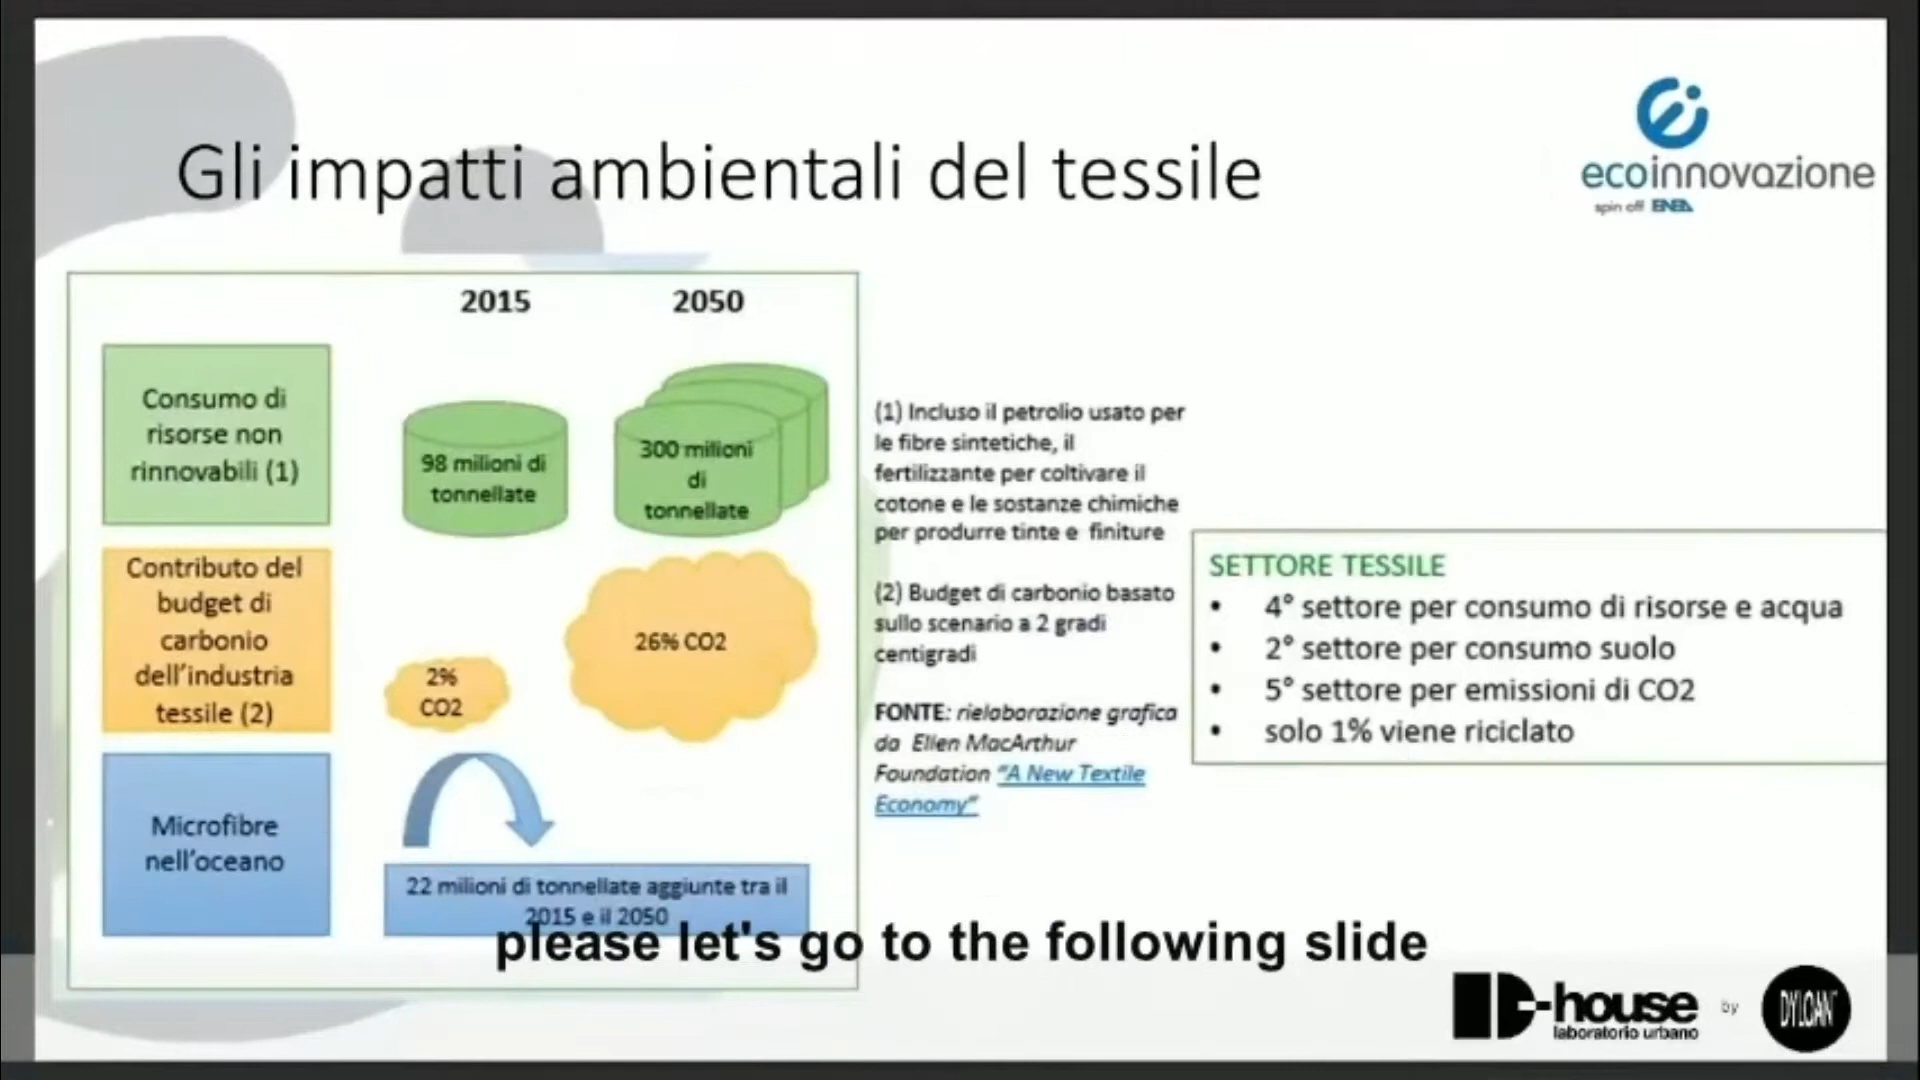 Gli impatti ambientali del tessile
ecoinnovazione
spin off ENEA
2015
2050
Consumo di
risorse non
rinnovabili (1)
98 milioni di
tonnellate
300 milioni
di
tonnellate
Contributo del
budget di
carbonio
dell'industria
tessile (2)
2%
CO2
26% CO2
Microfibre
nell'oceano
22 milioni di tonnellate aggiunte tra il
2015 e il 2050
(1) Incluso il petrolio usato per
le fibre sintetiche, il
fertilizzante per coltivare il
cotone e le sostanze chimiche
per produrre tinte e finiture
(2) Budget di carbonio basato
sullo scenario a 2 gradi
centigradi
FONTE: rielaborazione grafica
da Ellen MacArthur
Foundation "A New Textile
Economy"
SETTORE TESSILE
• 4° settore per consumo di risorse e acqua
• 2° settore per consumo suolo
• 5° settore per emissioni di CO2
• solo 1% viene riciclato
please let's go to the following slide
D-house
laboratorio urbano
by
DYLOAN